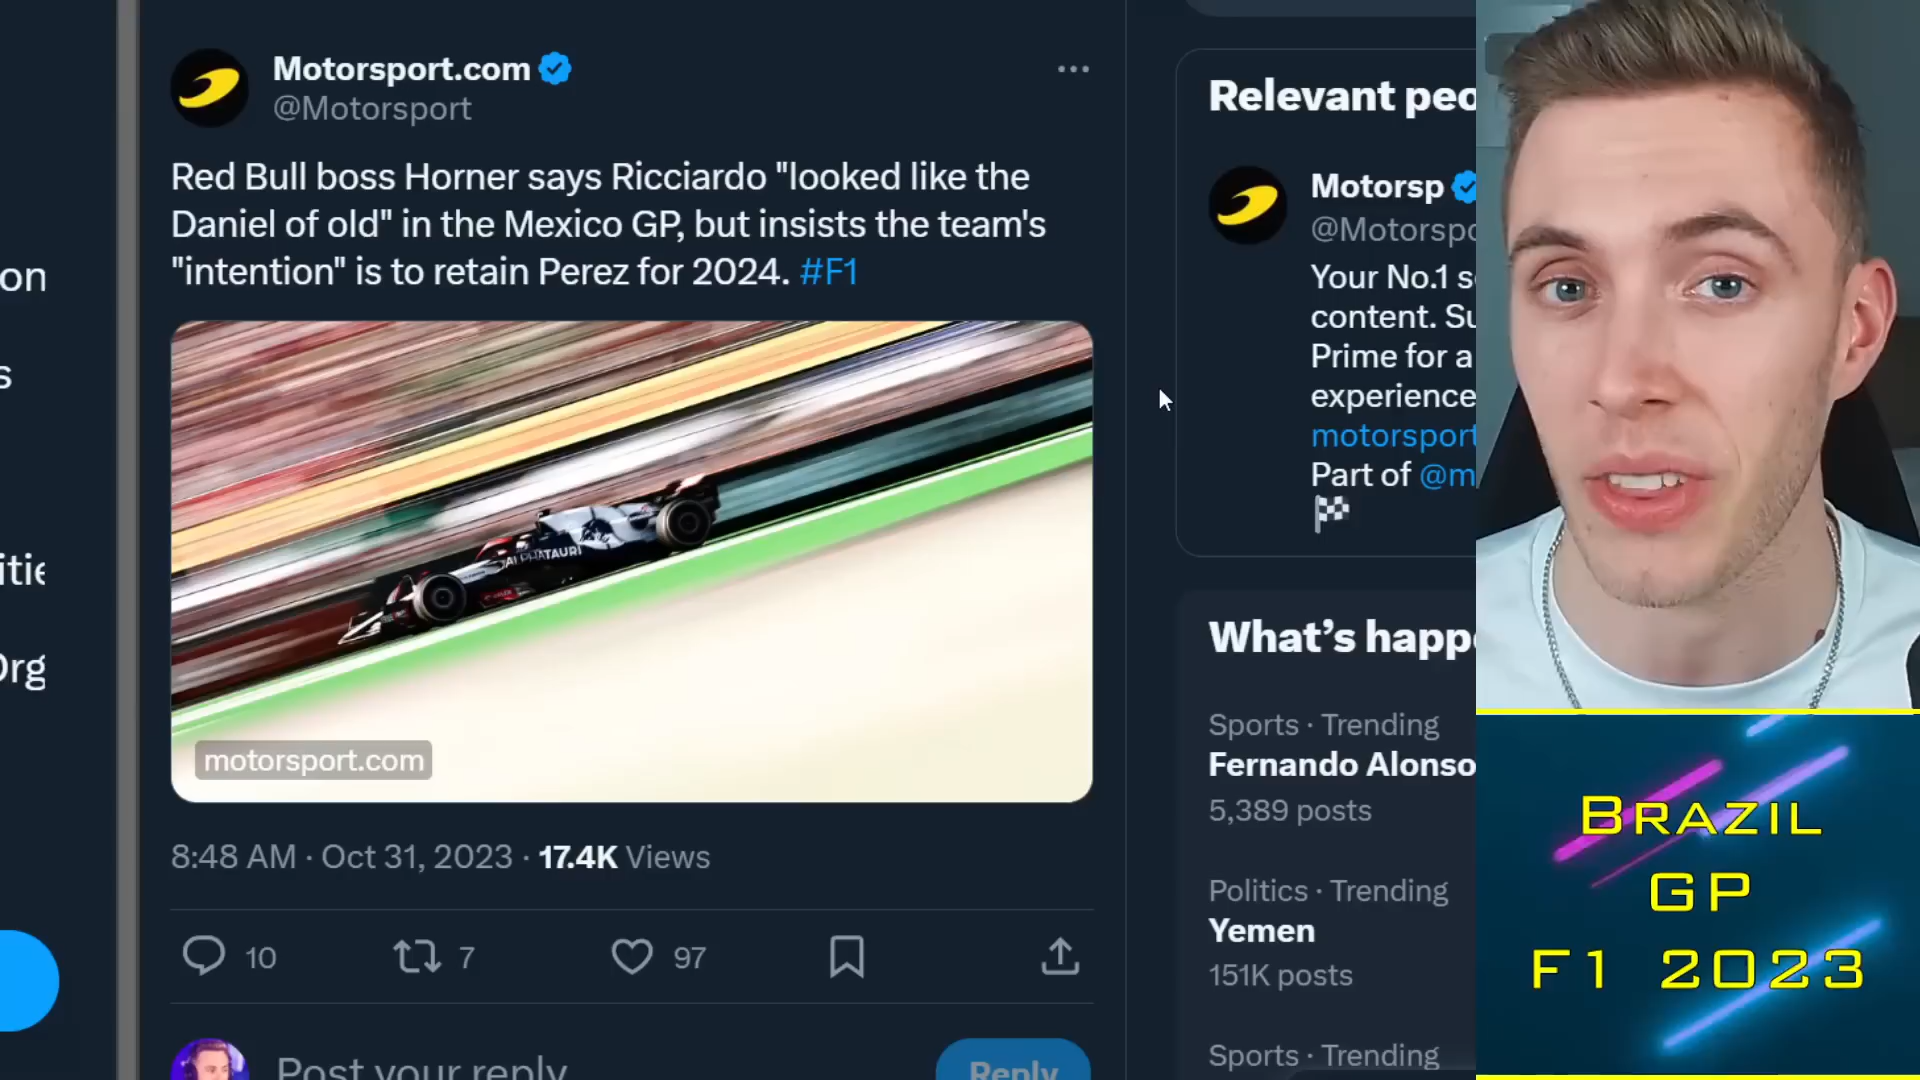 on
s
itie
Org
Motorsport.com
@Motorsport
Red Bull boss Horner says Ricciardo "looked like the
Daniel of old" in the Mexico GP, but insists the team's
"intention" is to retain Perez for 2024. #F1
ALPHATAURI
motorsport.com
8:48 AM · Oct 31, 2023 · 17.4K Views
10
7
97
Post your reply
Reply
Relevant peo
Motorsp
@Motorspo
Your No.1 s
content. Su
Prime for a
experience
motorsport
Part of @m
What's happe
Sports · Trending
Fernando Alonso
5,389 posts
Politics · Trending
Yemen
151K posts
Sports · Trending
BRAZIL
GP
F1 2023